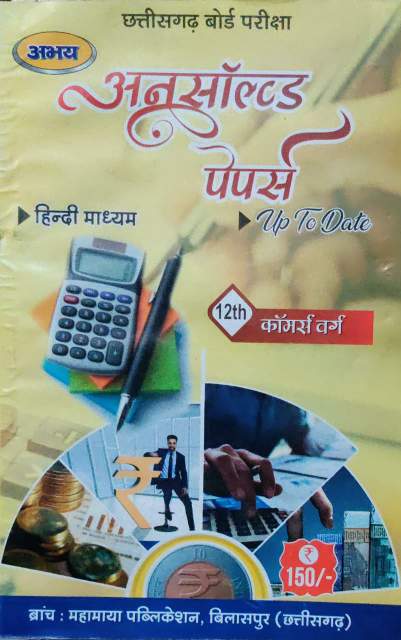 छत्तीसगढ़ बोर्ड परीक्षा
अभय
अनसॉल्व्ड
पेपर्स
हिन्दी माध्यम
Up To Date
12th
कॉमर्स वर्ग
₹
10
₹
150/-
ब्रांच : महामाया पब्लिकेशन, बिलासपुर (छत्तीसगढ़)